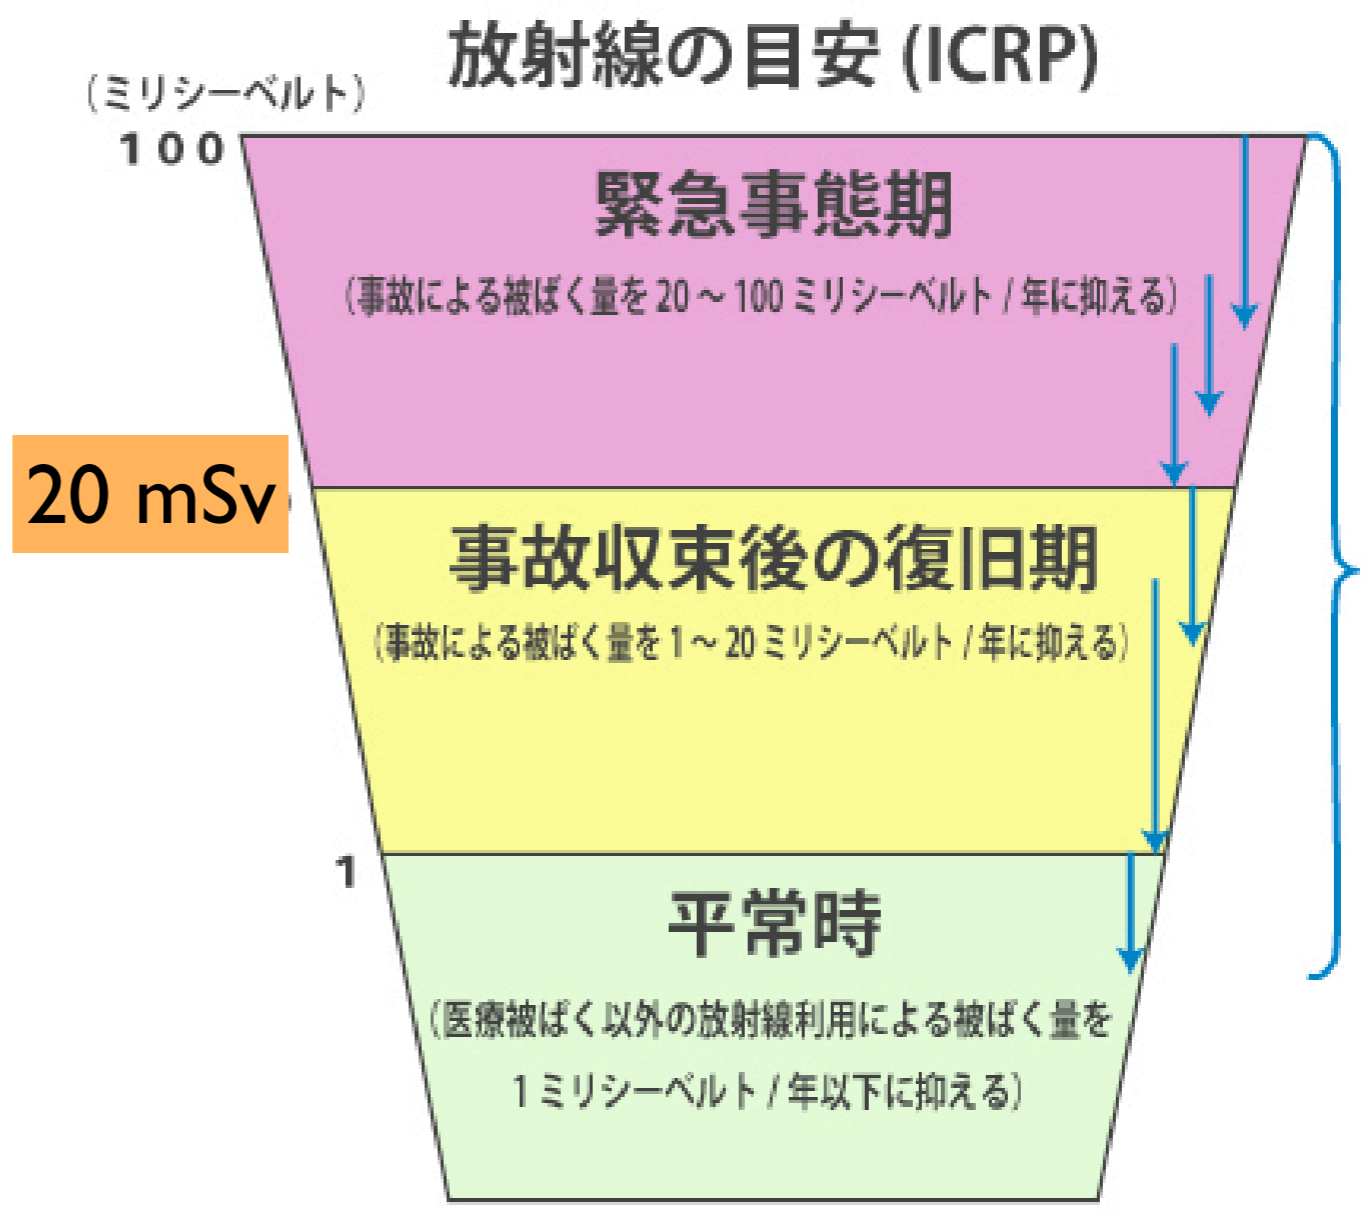 放射線の目安 (ICRP)
(ミリシーベルト)
100
緊急事態期
(事故による被ばく量を 20 ~ 100 ミリシーベルト / 年に抑える)
20 mSv
事故収束後の復旧期
(事故による被ばく量を 1 ~ 20 ミリシーベルト / 年に抑える)
1
平常時
(医療被ばく以外の放射線利用による被ばく量を
1 ミリシーベルト / 年以下に抑える)